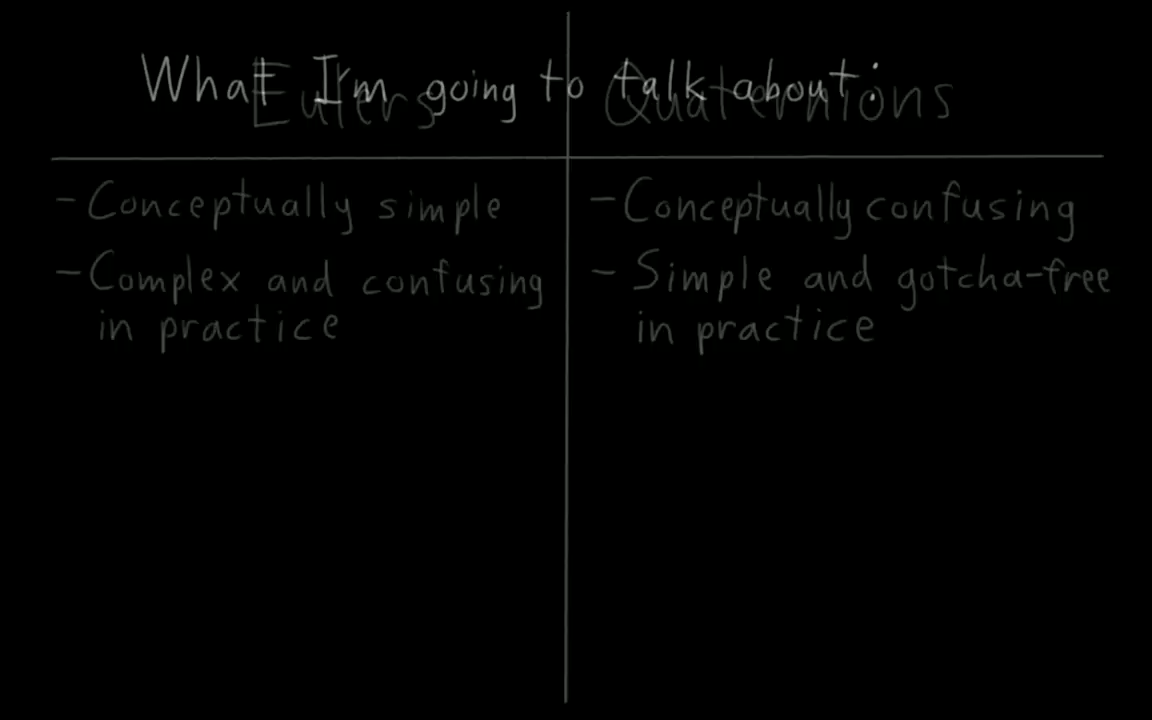 What I'm going to talk about:
Eulers
Quaternions
- Conceptually simple
- Complex and confusing
in practice
- Conceptually confusing
- Simple and gotcha-free
in practice